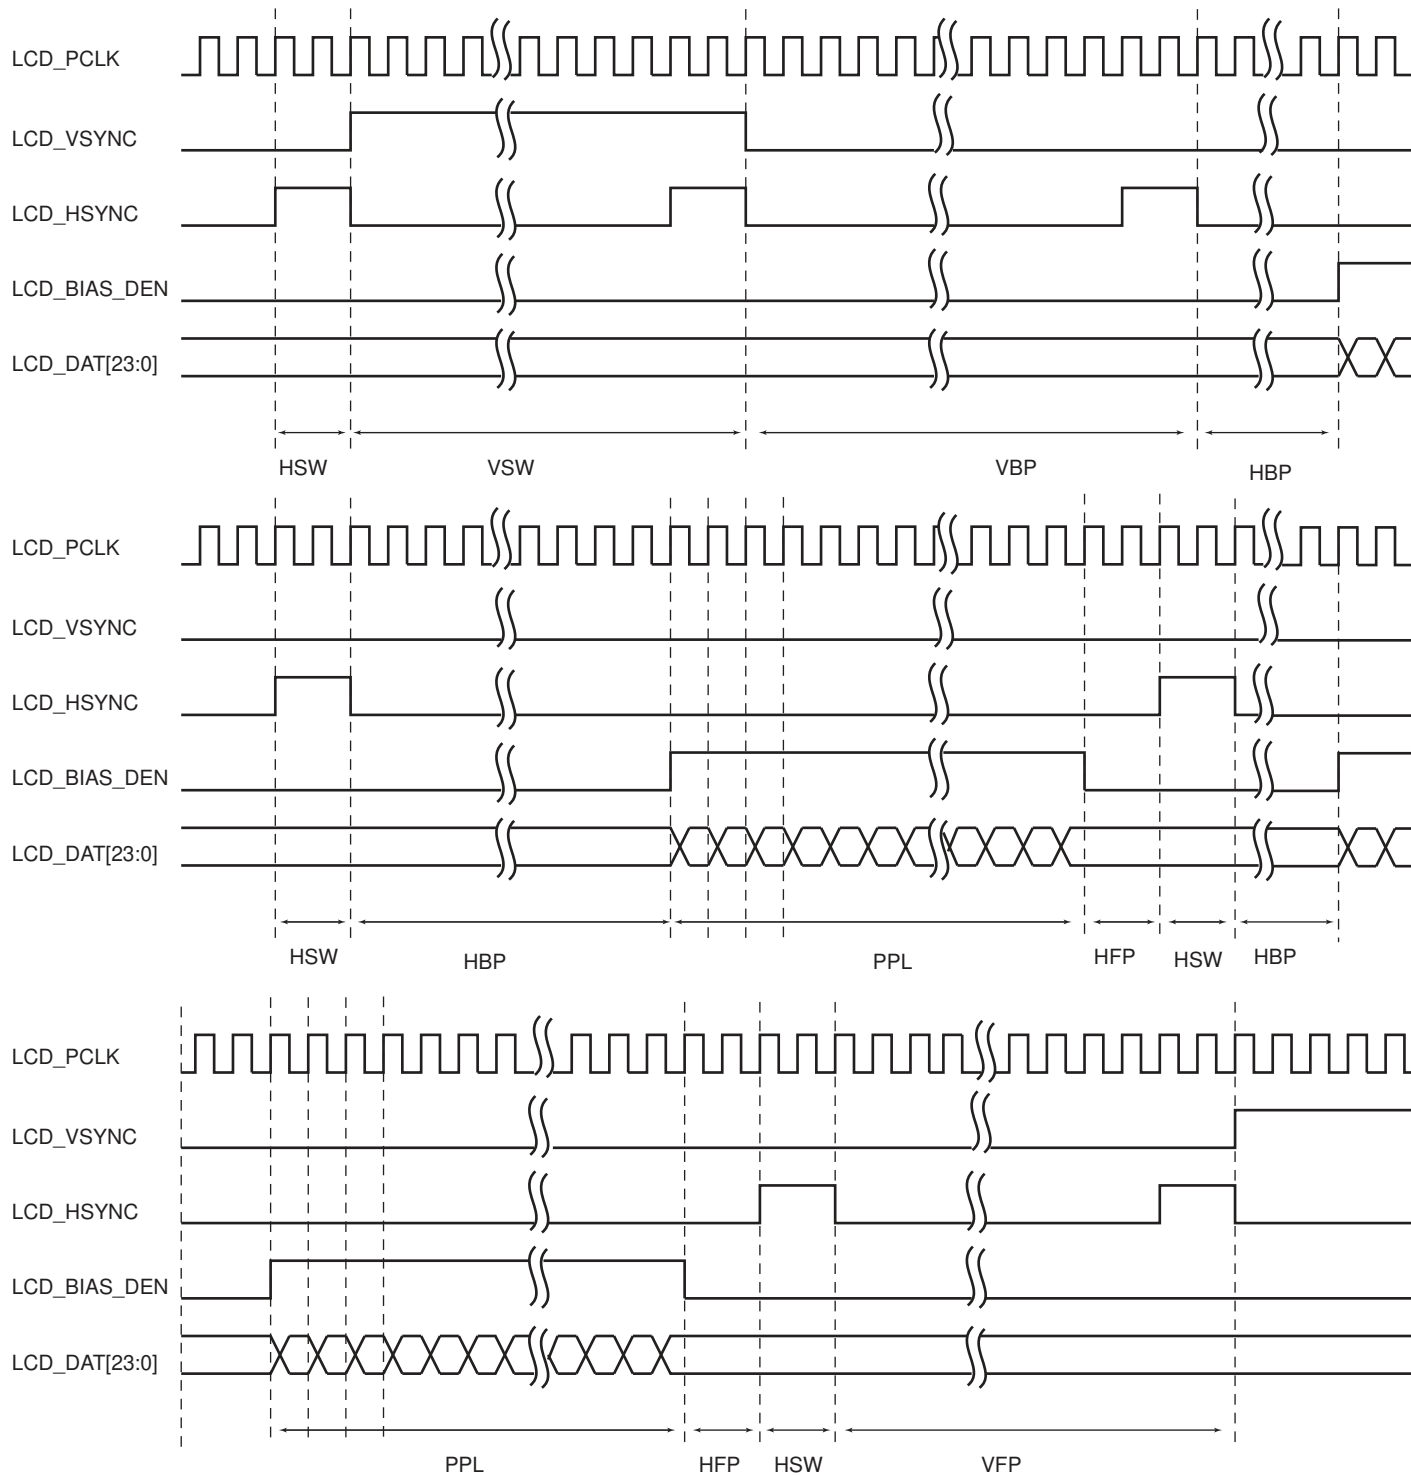 LCD_PCLK
LCD_VSYNC
LCD_HSYNC
LCD_BIAS_DEN
LCD_DAT[23:0]
HSW VSW VBP HBP
LCD_PCLK
LCD_VSYNC
LCD_HSYNC
LCD_BIAS_DEN
LCD_DAT[23:0]
HSW HBP PPL HFP HSW HBP
LCD_PCLK
LCD_VSYNC
LCD_HSYNC
LCD_BIAS_DEN
LCD_DAT[23:0]
PPL HFP HSW VFP